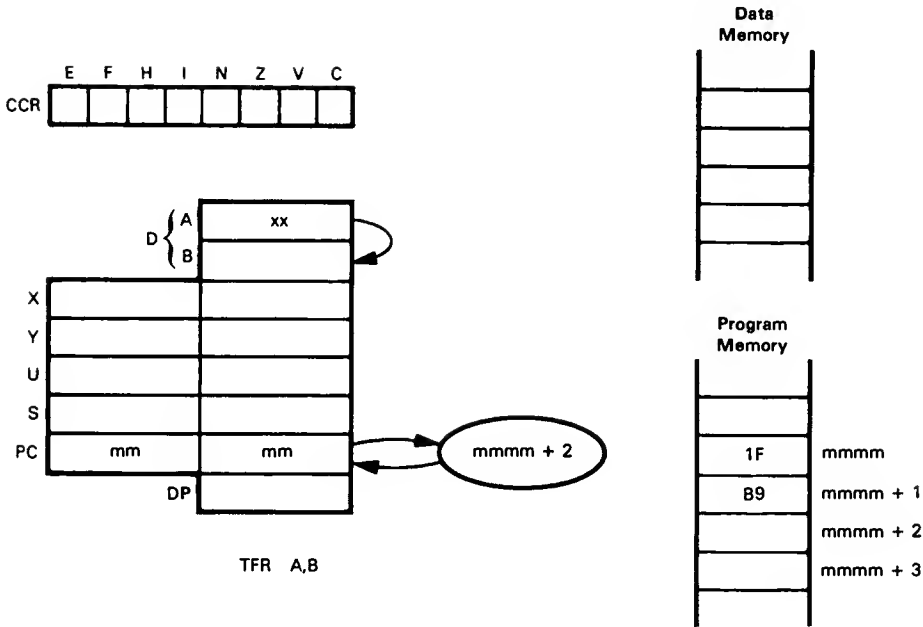 Data
Memory
E F H I N Z V C
CCR
D { A xx
B
X
Y
U
S
PC mm mm mmmm + 2
DP
TFR A,B
Program
Memory
1F mmmm
B9 mmmm + 1
mmmm + 2
mmmm + 3